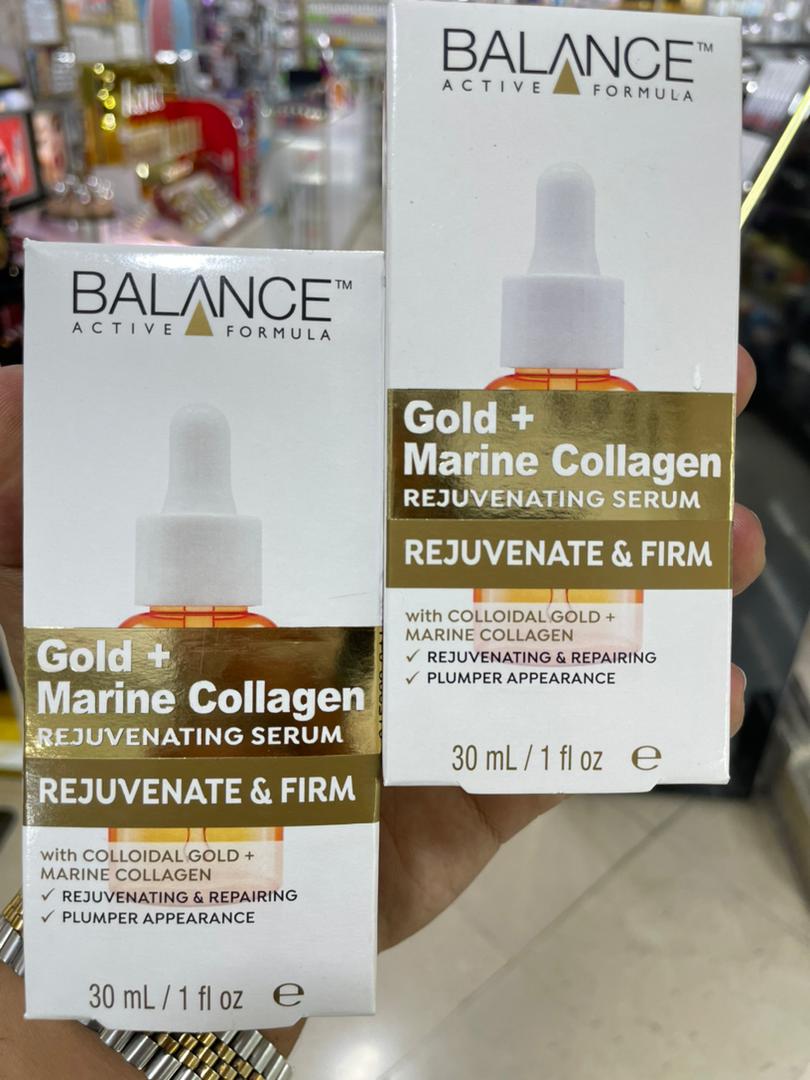 BALANCE™
ACTIVE FORMULA
Gold +
Marine Collagen
REJUVENATING SERUM
REJUVENATE & FIRM
with COLLOIDAL GOLD +
MARINE COLLAGEN
✓ REJUVENATING & REPAIRING
✓ PLUMPER APPEARANCE
30 mL / 1 fl oz ℮
BALANCE™
ACTIVE FORMULA
Gold +
Marine Collagen
REJUVENATING SERUM
REJUVENATE & FIRM
with COLLOIDAL GOLD +
MARINE COLLAGEN
✓ REJUVENATING & REPAIRING
✓ PLUMPER APPEARANCE
30 mL / 1 fl oz ℮